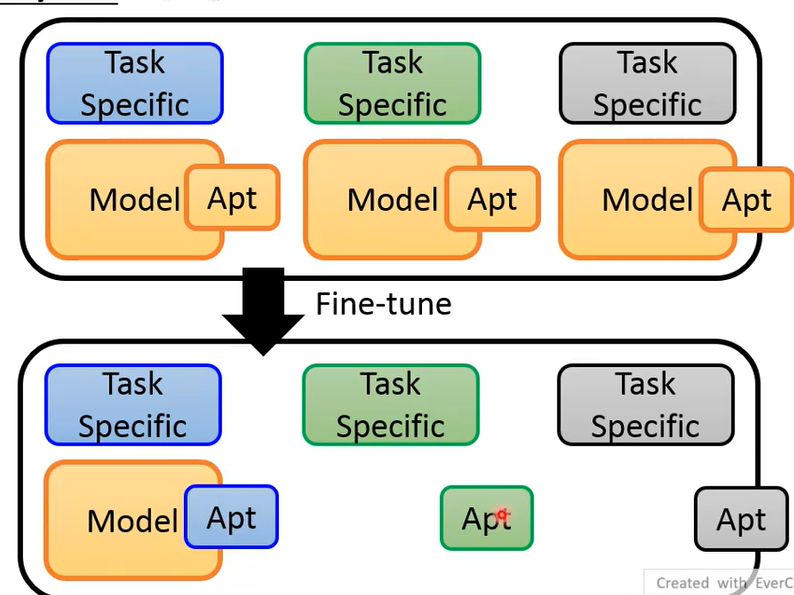 Task Task Task
Specific Specific Specific
Model Apt Model Apt Model Apt
Fine-tune
Task Task Task
Specific Specific Specific
Model Apt Apt Apt
Created with EverC